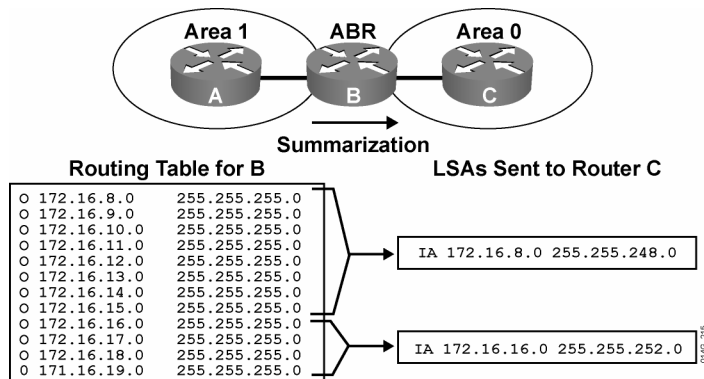 Area 1 ABR Area 0
A B C
Summarization
Routing Table for B LSAs Sent to Router C
O 172.16.8.0 255.255.255.0
O 172.16.9.0 255.255.255.0
O 172.16.10.0 255.255.255.0
O 172.16.11.0 255.255.255.0
O 172.16.12.0 255.255.255.0
O 172.16.13.0 255.255.255.0
O 172.16.14.0 255.255.255.0
O 172.16.15.0 255.255.255.0
O 172.16.16.0 255.255.255.0
O 172.16.17.0 255.255.255.0
O 172.16.18.0 255.255.255.0
0 171.16.19.0 255.255.255.0
IA 172.16.8.0 255.255.248.0
IA 172.16.16.0 255.255.252.0